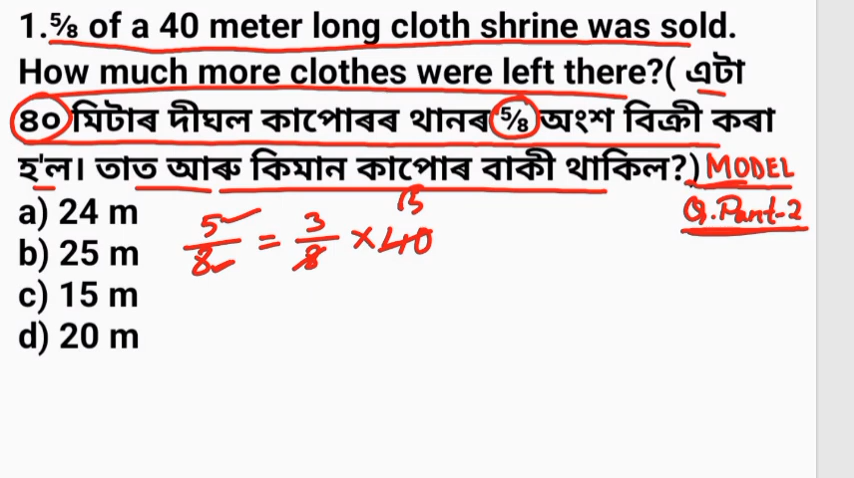 1.⅝ of a 40 meter long cloth shrine was sold.
How much more clothes were left there?( এটা
৪০ মিটাৰ দীঘল কাপোৰৰ থানৰ ⅝ অংশ বিক্ৰী কৰা
হ'ল। তাত আৰু কিমান কাপোৰ বাকী থাকিল?) MODEL
Q.Part-2
a) 24 m
b) 25 m
c) 15 m
d) 20 m
5/8 = 3/8 × 40
15